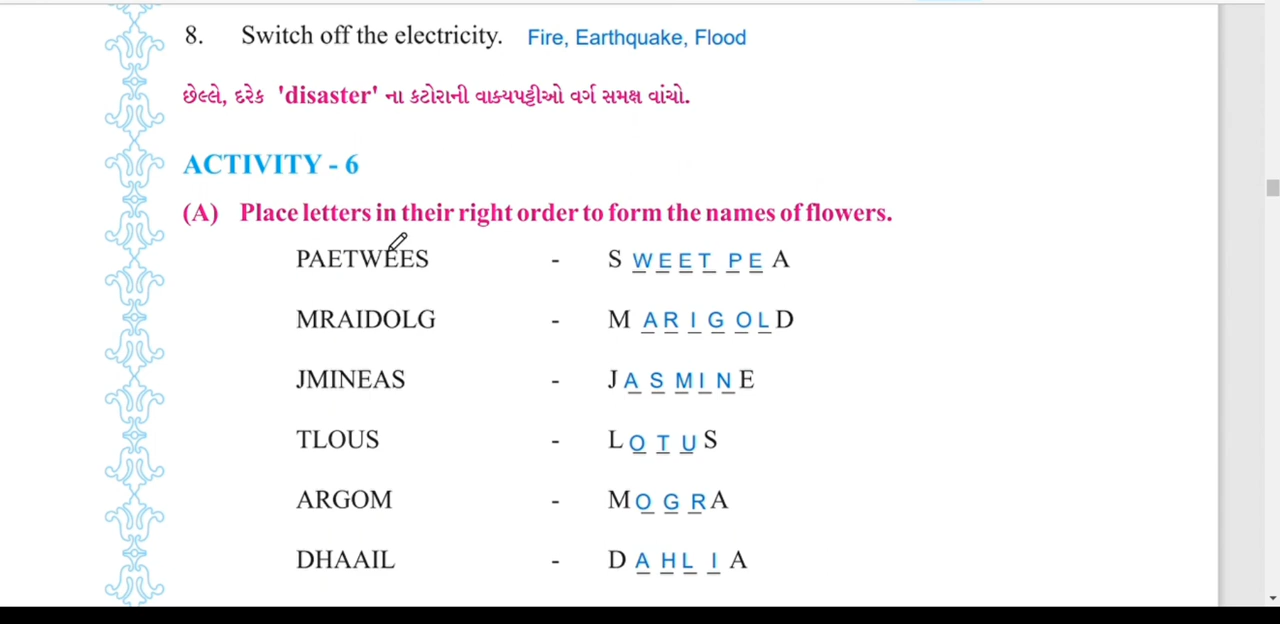 8. Switch off the electricity. Fire, Earthquake, Flood
છેલ્લે, દરેક 'disaster' ના કટોરાની વાક્યપટ્ટીઓ વર્ગ સમક્ષ વાંચો.
ACTIVITY - 6
(A) Place letters in their right order to form the names of flowers.
PAETWEES - S W E E T P E A
MRAIDOLG - M A R I G O L D
JMINEAS - J A S M I N E
TLOUS - L O T U S
ARGOM - M O G R A
DHAAIL - D A H L I A